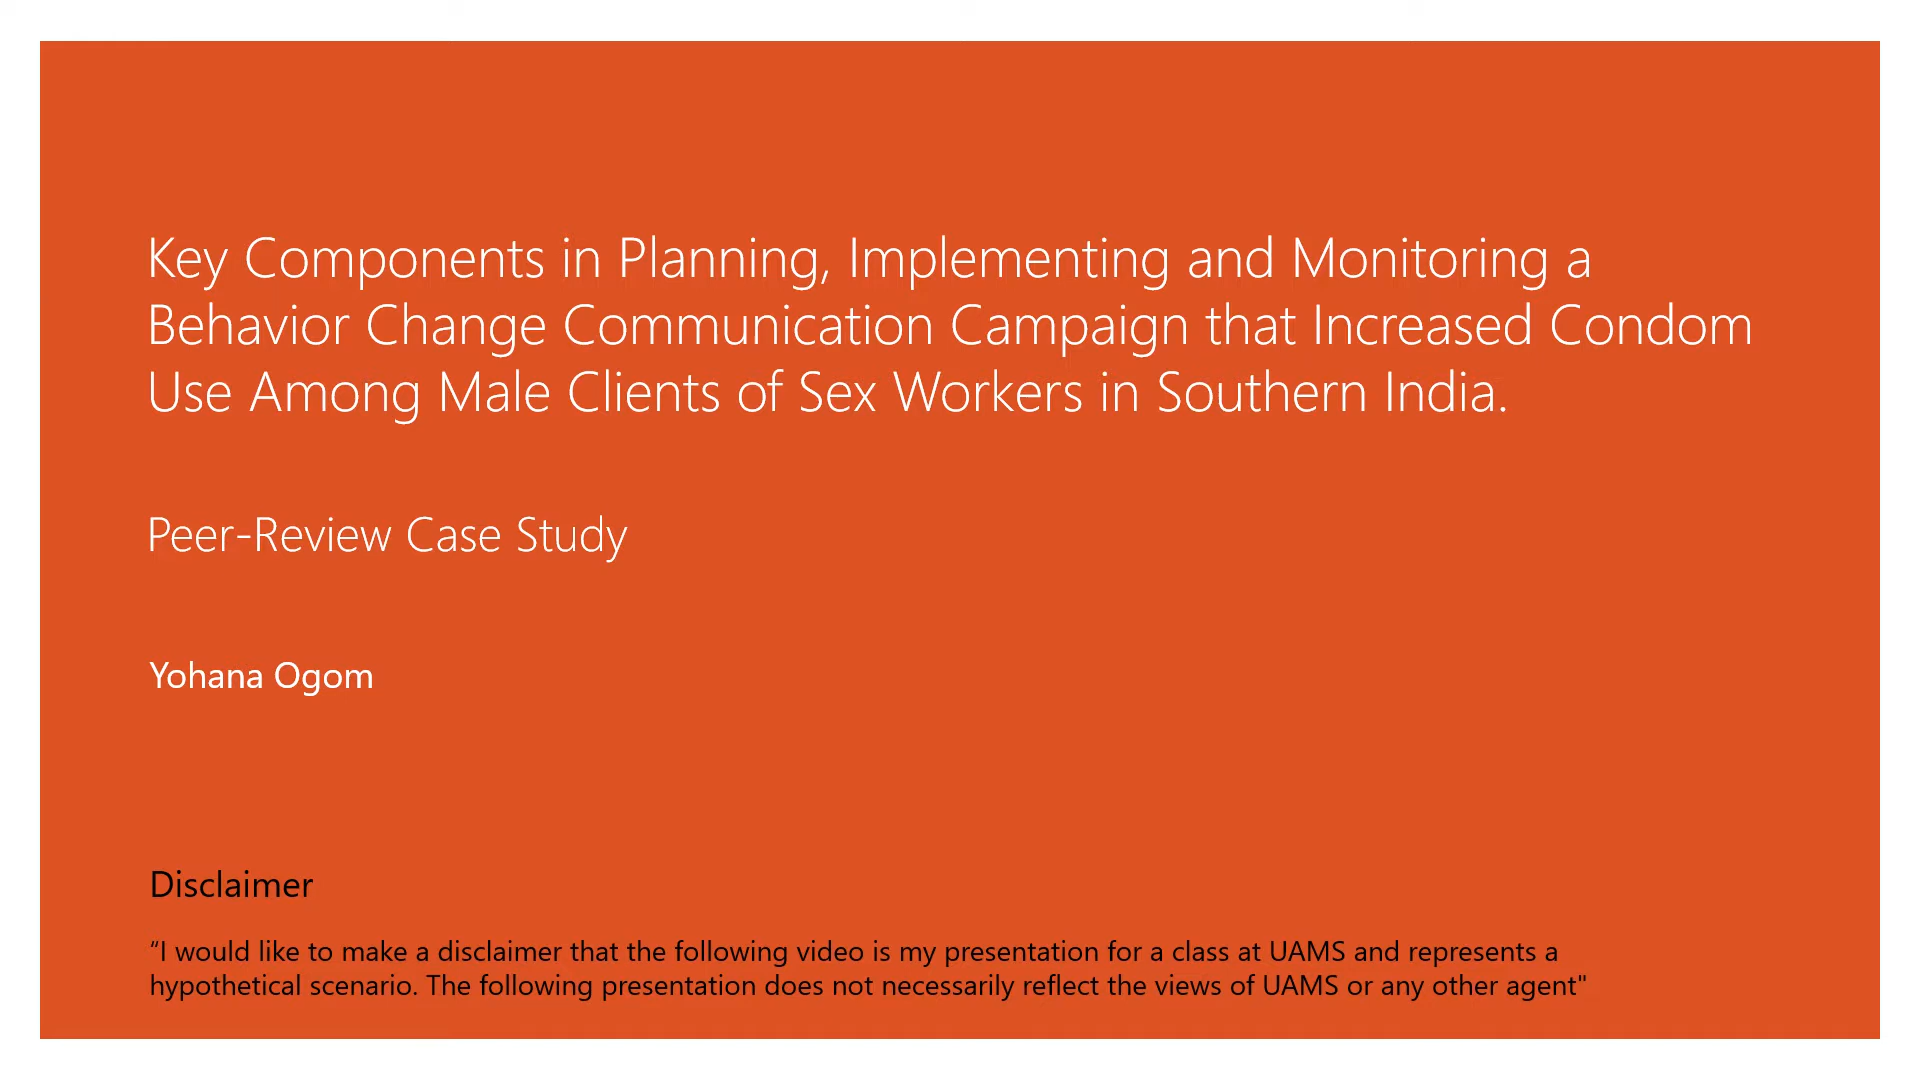 Key Components in Planning, Implementing and Monitoring a
Behavior Change Communication Campaign that Increased Condom
Use Among Male Clients of Sex Workers in Southern India.
Peer-Review Case Study
Yohana Ogom
Disclaimer
“I would like to make a disclaimer that the following video is my presentation for a class at UAMS and represents a
hypothetical scenario. The following presentation does not necessarily reflect the views of UAMS or any other agent"